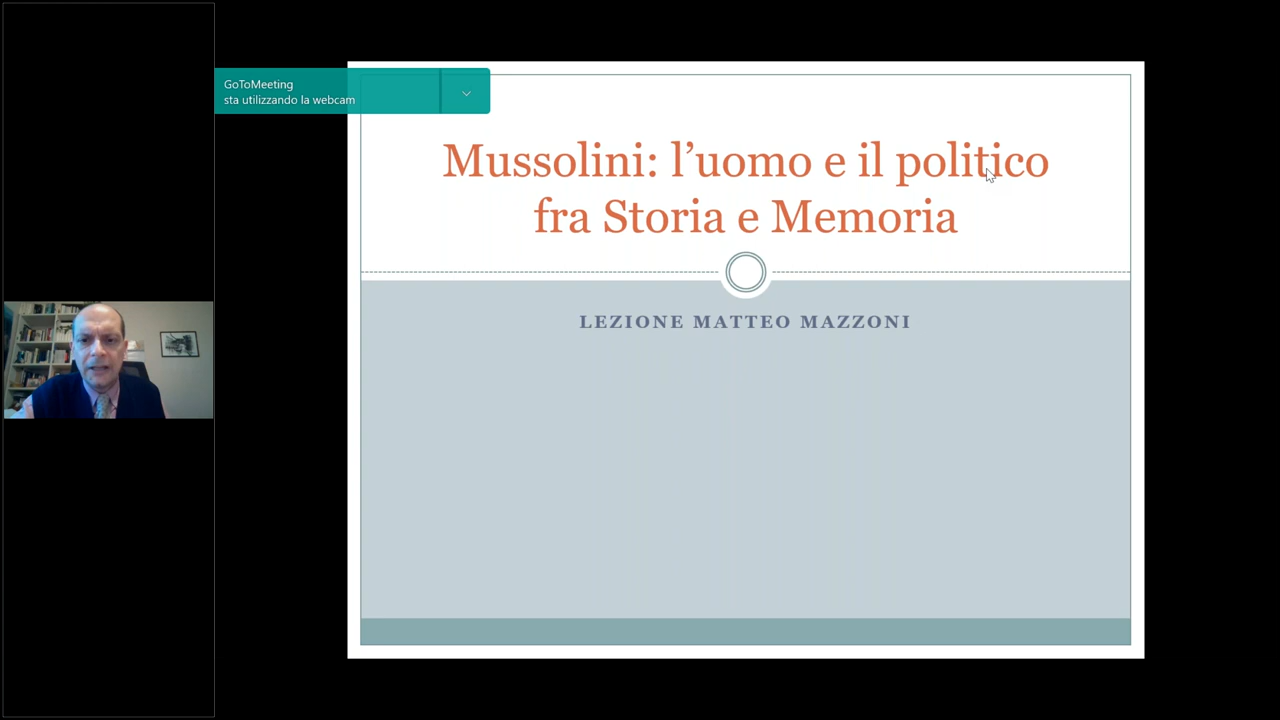 GoToMeeting
sta utilizzando la webcam
Mussolini: l’uomo e il politico
fra Storia e Memoria
LEZIONE MATTEO MAZZONI